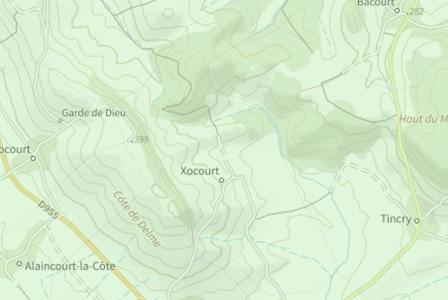 Bacourt
282
Garde de Dieu
399
ocourt
Haut du M
Xocourt
D955
Côte de Delme
Tincry
Alaincourt-la-Côte